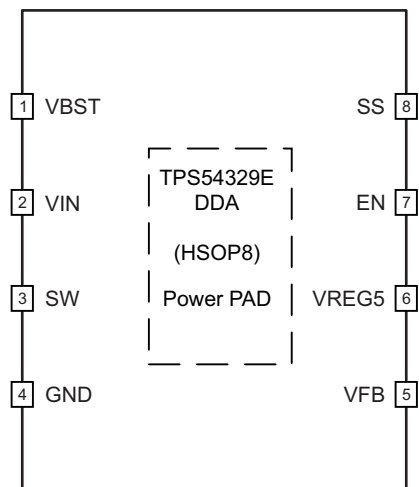 1 VBST
SS 8
TPS54329E
DDA
2 VIN
EN 7
(HSOP8)
3 SW
Power PAD
VREG5 6
4 GND
VFB 5